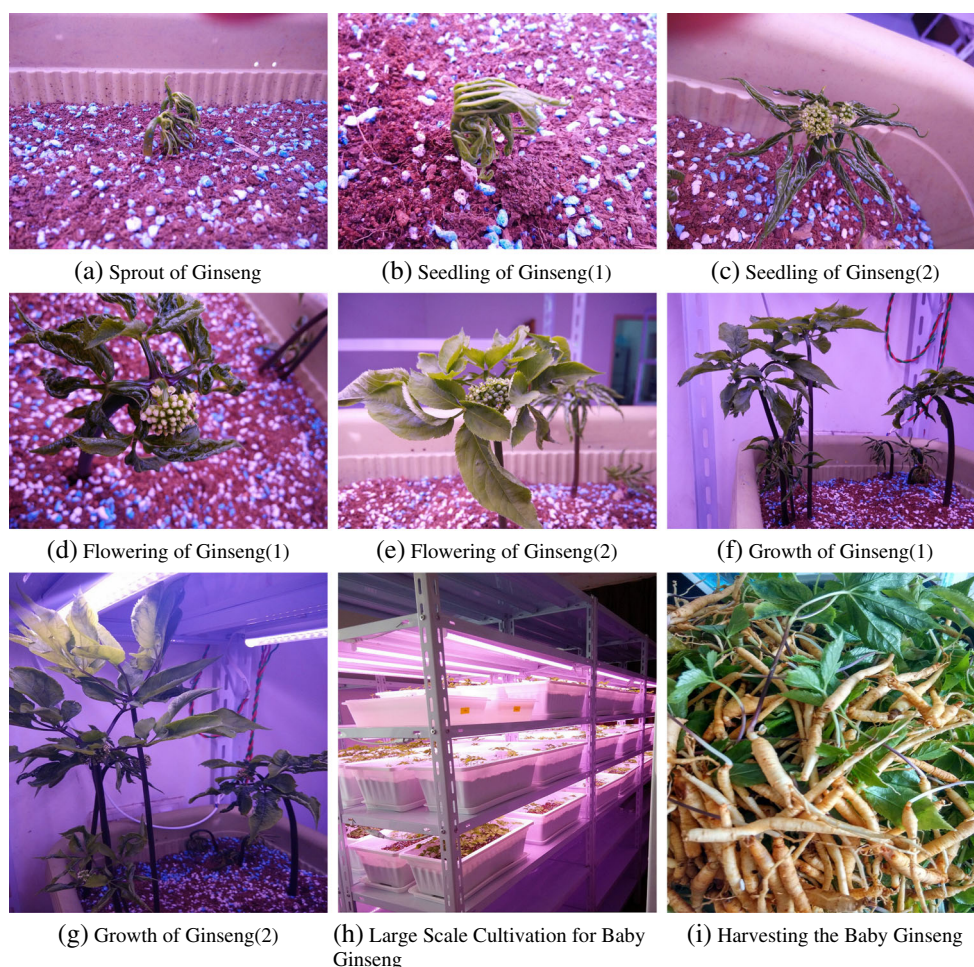 (a) Sprout of Ginseng
(b) Seedling of Ginseng(1)
(c) Seedling of Ginseng(2)
(d) Flowering of Ginseng(1)
(e) Flowering of Ginseng(2)
(f) Growth of Ginseng(1)
(g) Growth of Ginseng(2)
(h) Large Scale Cultivation for Baby
Ginseng
(i) Harvesting the Baby Ginseng